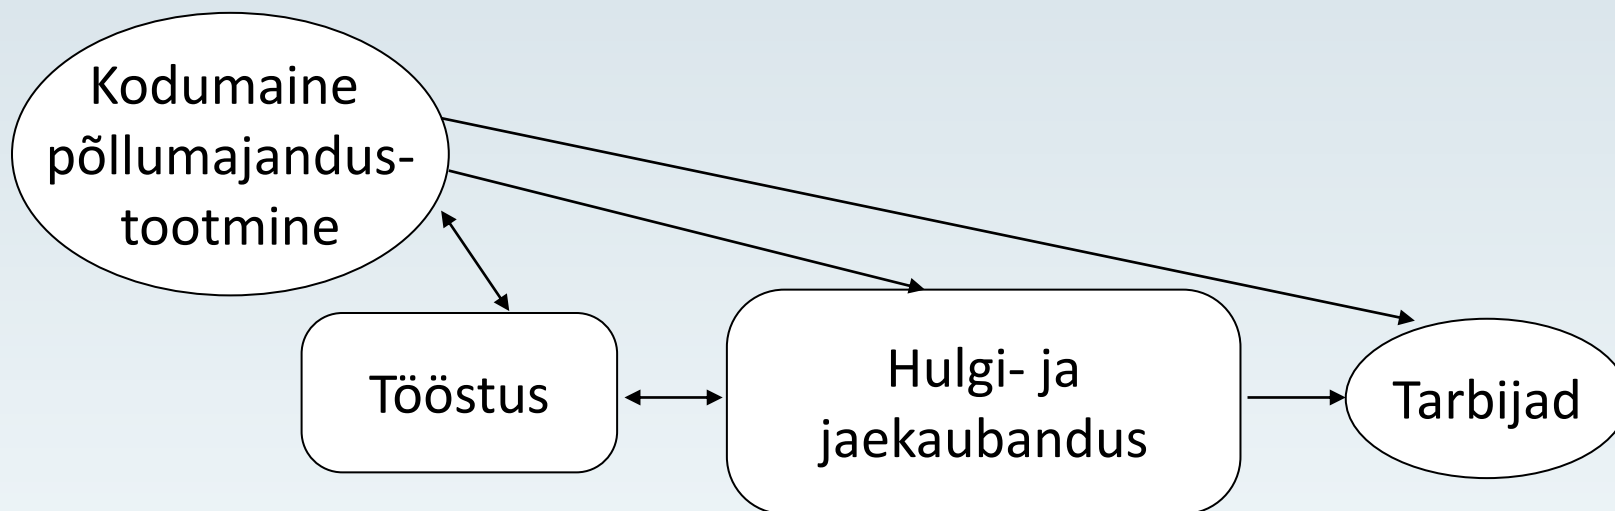 Kodumaine
põllumajandus-
tootmine
Tööstus
Hulgi- ja
jaekaubandus
Tarbijad